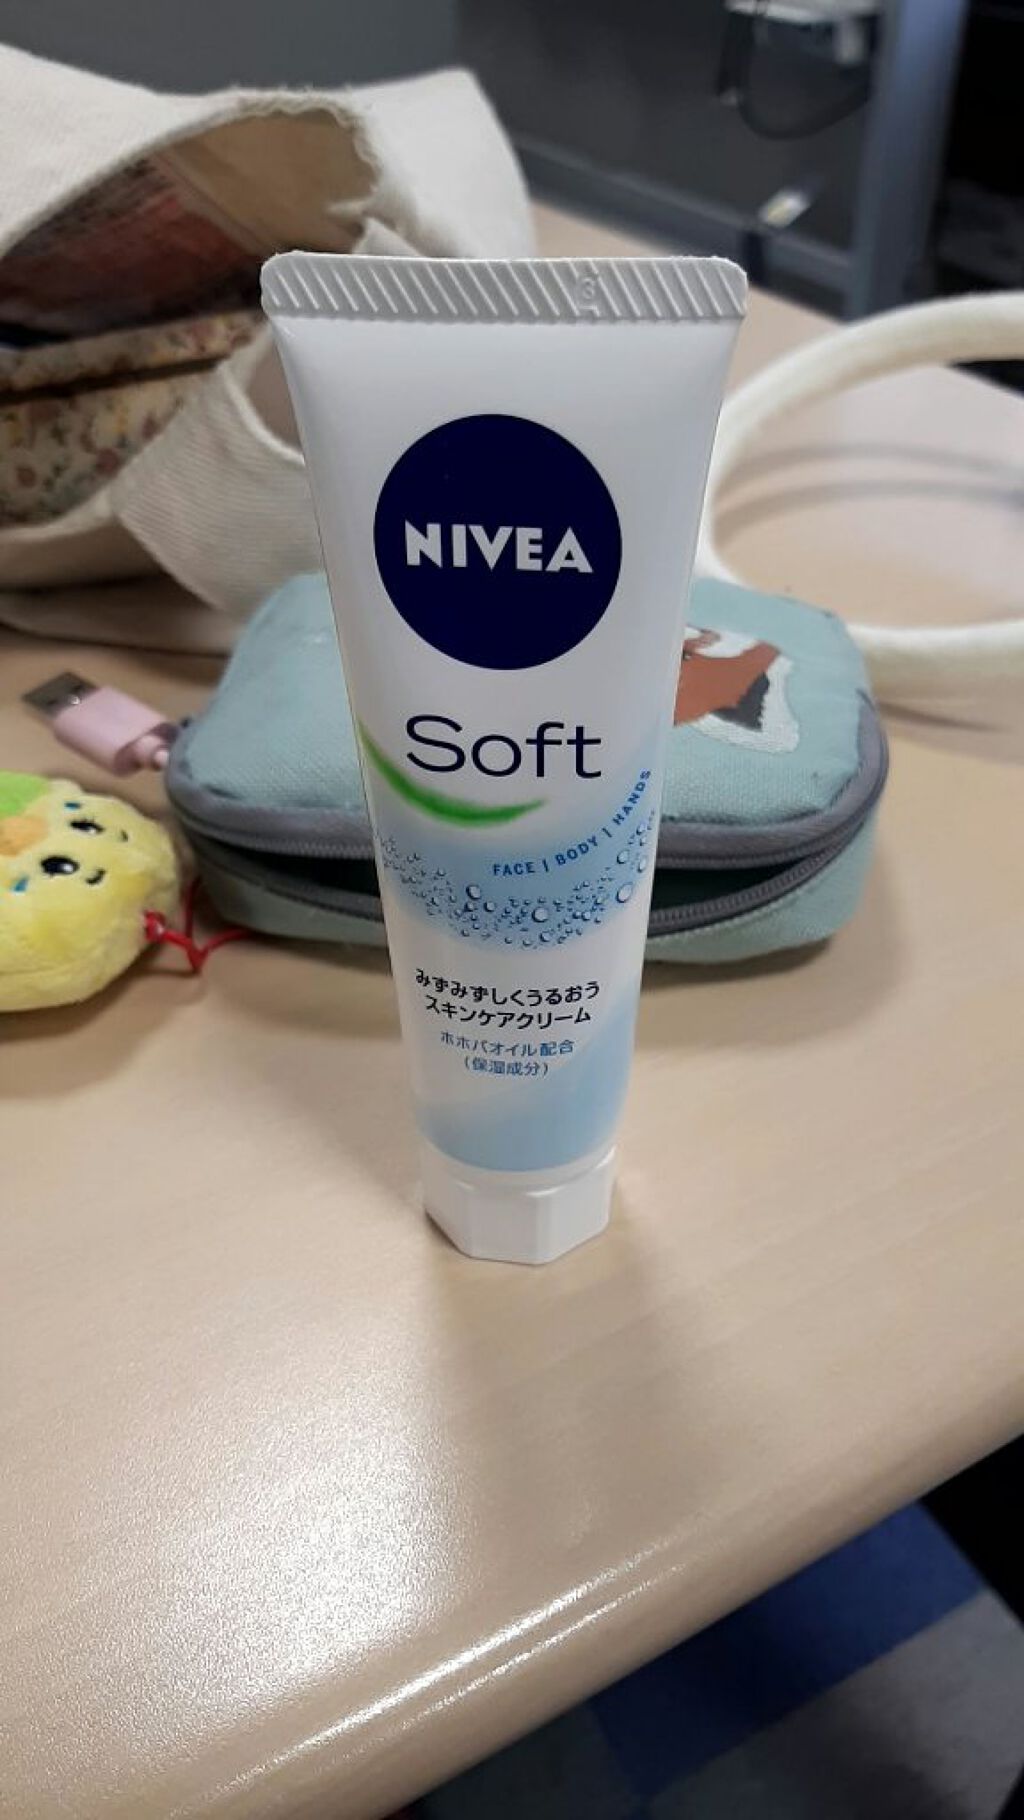 NIVEA
Soft
FACE | BODY | HANDS
みずみずしくうるおう
スキンケアクリーム
ホホバオイル配合
(保湿成分)